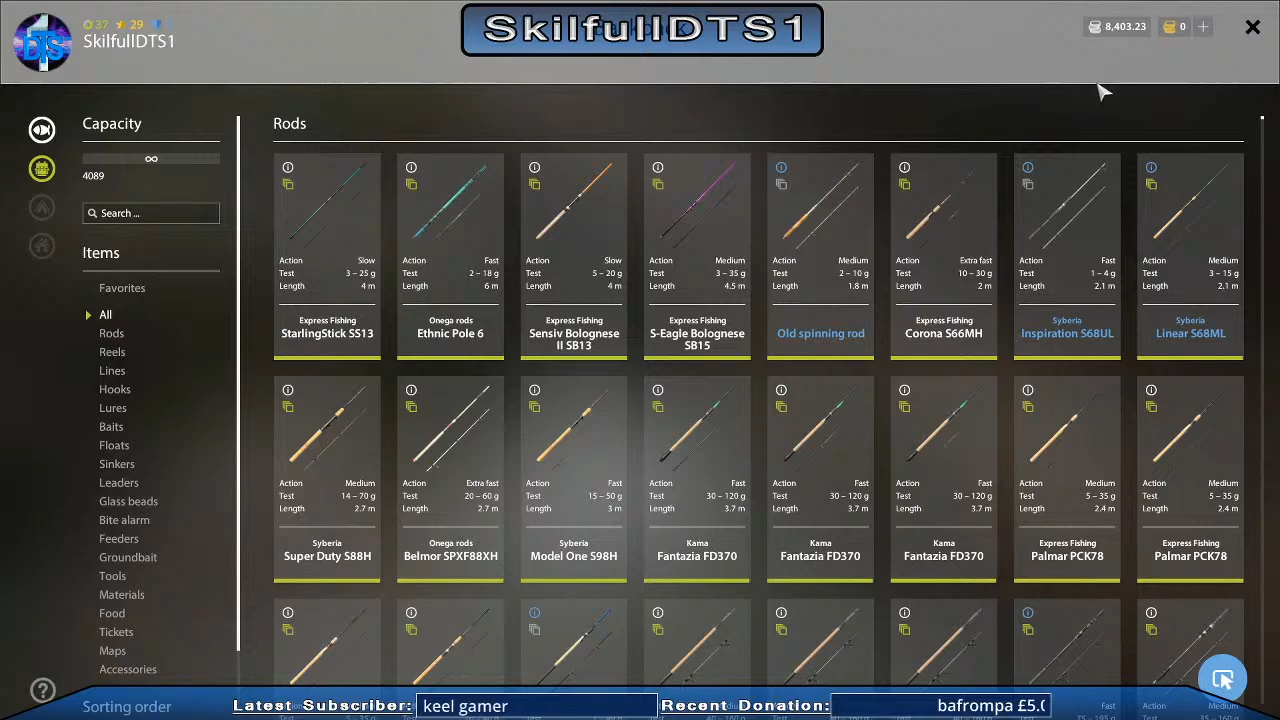 37 29
SkilfullDTS1
DTS
SkilfullDTS1
8,403.23
0 +
Capacity
∞
4089
Search ...
Items
Favorites
All
Rods
Reels
Lines
Hooks
Lures
Baits
Floats
Sinkers
Leaders
Glass beads
Bite alarm
Feeders
Groundbait
Tools
Materials
Food
Tickets
Maps
Accessories
Sorting order
Rods
Action Slow
Test 3 – 25 g
Length 4 m
Express Fishing
StarlingStick SS13
Action Fast
Test 2 – 18 g
Length 6 m
Onega rods
Ethnic Pole 6
Action Slow
Test 5 – 20 g
Length 4 m
Express Fishing
Sensiv Bolognese
II SB13
Action Medium
Test 3 – 35 g
Length 4.5 m
Express Fishing
S-Eagle Bolognese
SB15
Action Medium
Test 2 – 10 g
Length 1.8 m
Old spinning rod
Action Extra fast
Test 10 – 30 g
Length 2 m
Express Fishing
Corona S66MH
Action Fast
Test 1 – 4 g
Length 2.1 m
Syberia
Inspiration S68UL
Action Medium
Test 3 – 15 g
Length 2.1 m
Syberia
Linear S68ML
Action Medium
Test 14 – 70 g
Length 2.7 m
Syberia
Super Duty S88H
Action Extra fast
Test 20 – 60 g
Length 2.7 m
Onega rods
Belmor SPXF88XH
Action Fast
Test 15 – 50 g
Length 3 m
Syberia
Model One S98H
Action Fast
Test 30 – 120 g
Length 3.7 m
Kama
Fantazia FD370
Action Fast
Test 30 – 120 g
Length 3.7 m
Kama
Fantazia FD370
Action Fast
Test 30 – 120 g
Length 3.7 m
Kama
Fantazia FD370
Action Medium
Test 5 – 35 g
Length 2.4 m
Express Fishing
Palmar PCK78
Action Medium
Test 5 – 35 g
Length 2.4 m
Express Fishing
Palmar PCK78
Latest Subscriber: keel gamer Recent Donation: bafrompa £5.0